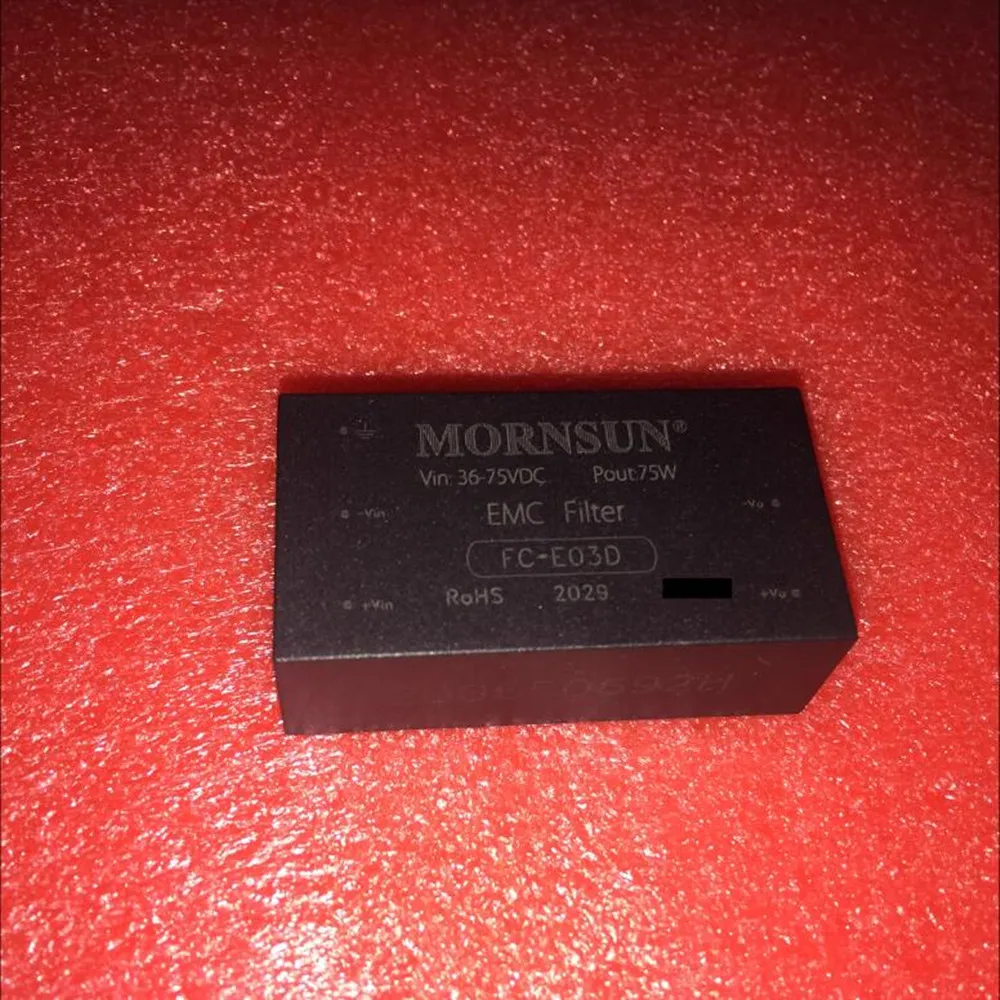 MORNSUN®
Vin: 36-75VDC Pout:75W
-Vin EMC Filter -Vo
FC-E03D
+Vin RoHS 2029 +Vo